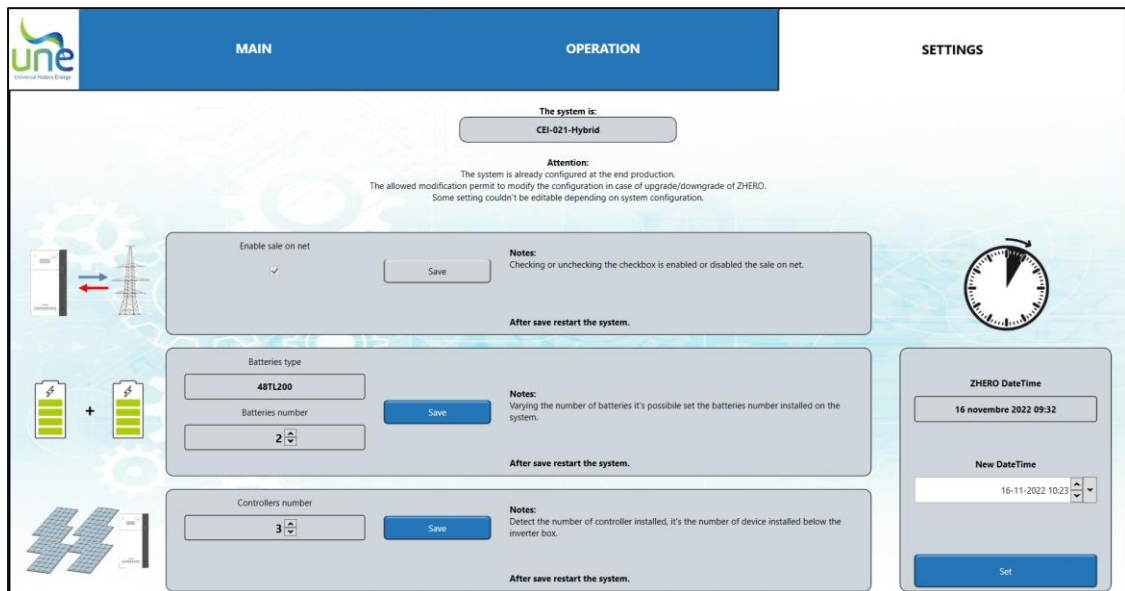 une
Universal Nature Energy
MAIN
OPERATION
SETTINGS
The system is:
CEI-021-Hybrid
Attention:
The system is already configured at the end production.
The allowed modification permit to modify the configuration in case of upgrade/downgrade of ZHERO.
Some setting couldn't be editable depending on system configuration.
Enable sale on net
Save
Notes:
Checking or unchecking the checkbox is enabled or disabled the sale on net.
After save restart the system.
Batteries type
48TL200
Batteries number
2
Save
Notes:
Varying the number of batteries it's possibile set the batteries number installed on the
system.
After save restart the system.
Controllers number
3
Save
Notes:
Detect the number of controller installed, it's the number of device installed below the
inverter box.
After save restart the system.
ZHERO DateTime
16 novembre 2022 09:32
New DateTime
16-11-2022 10:23
Set